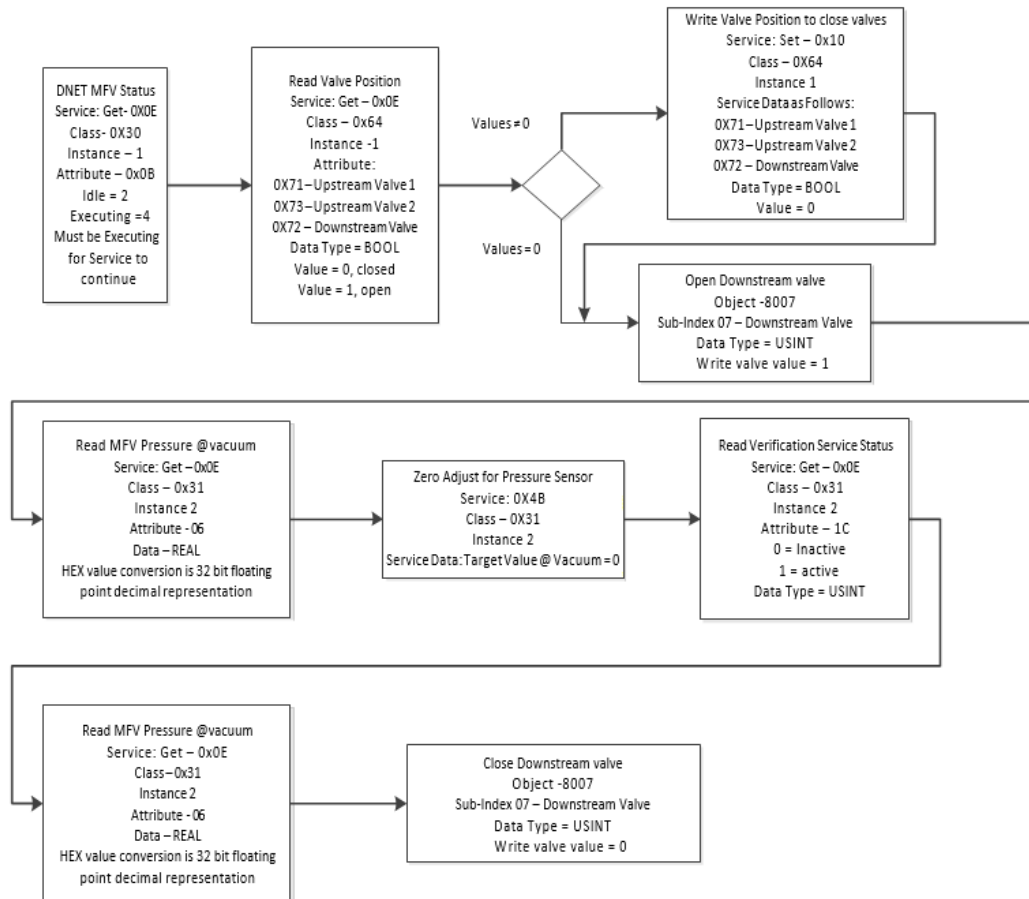 DNET MFV Status
Service: Get- 0X0E
Class- 0X30
Instance – 1
Attribute – 0x0B
Idle = 2
Executing =4
Must be Executing
for Service to
continue
Read Valve Position
Service: Get – 0x0E
Class – 0x64
Instance -1
Attribute:
0X71–Upstream Valve 1
0X73–Upstream Valve 2
0X72 – Downstream Valve
Data Type = BOOL
Value = 0, closed
Value = 1, open
Values ≠ 0
Values = 0
Write Valve Position to close valves
Service: Set – 0x10
Class – 0X64
Instance 1
Service Data as Follows:
0X71–Upstream Valve 1
0X73–Upstream Valve 2
0X72 – Downstream Valve
Data Type = BOOL
Value = 0
Open Downstream valve
Object -8007
Sub-Index 07 – Downstream Valve
Data Type = USINT
Write valve value = 1
Read MFV Pressure @vacuum
Service: Get – 0x0E
Class – 0x31
Instance 2
Attribute - 06
Data – REAL
HEX value conversion is 32 bit floating
point decimal representation
Zero Adjust for Pressure Sensor
Service: 0X4B
Class – 0X31
Instance 2
Service Data: Target Value @ Vacuum = 0
Read Verification Service Status
Service: Get – 0x0E
Class – 0x31
Instance 2
Attribute – 1C
0 = Inactive
1 = active
Data Type = USINT
Read MFV Pressure @vacuum
Service: Get – 0x0E
Class–0x31
Instance 2
Attribute - 06
Data – REAL
HEX value conversion is 32 bit floating
point decimal representation
Close Downstream valve
Object -8007
Sub-Index 07 – Downstream Valve
Data Type = USINT
Write valve value = 0